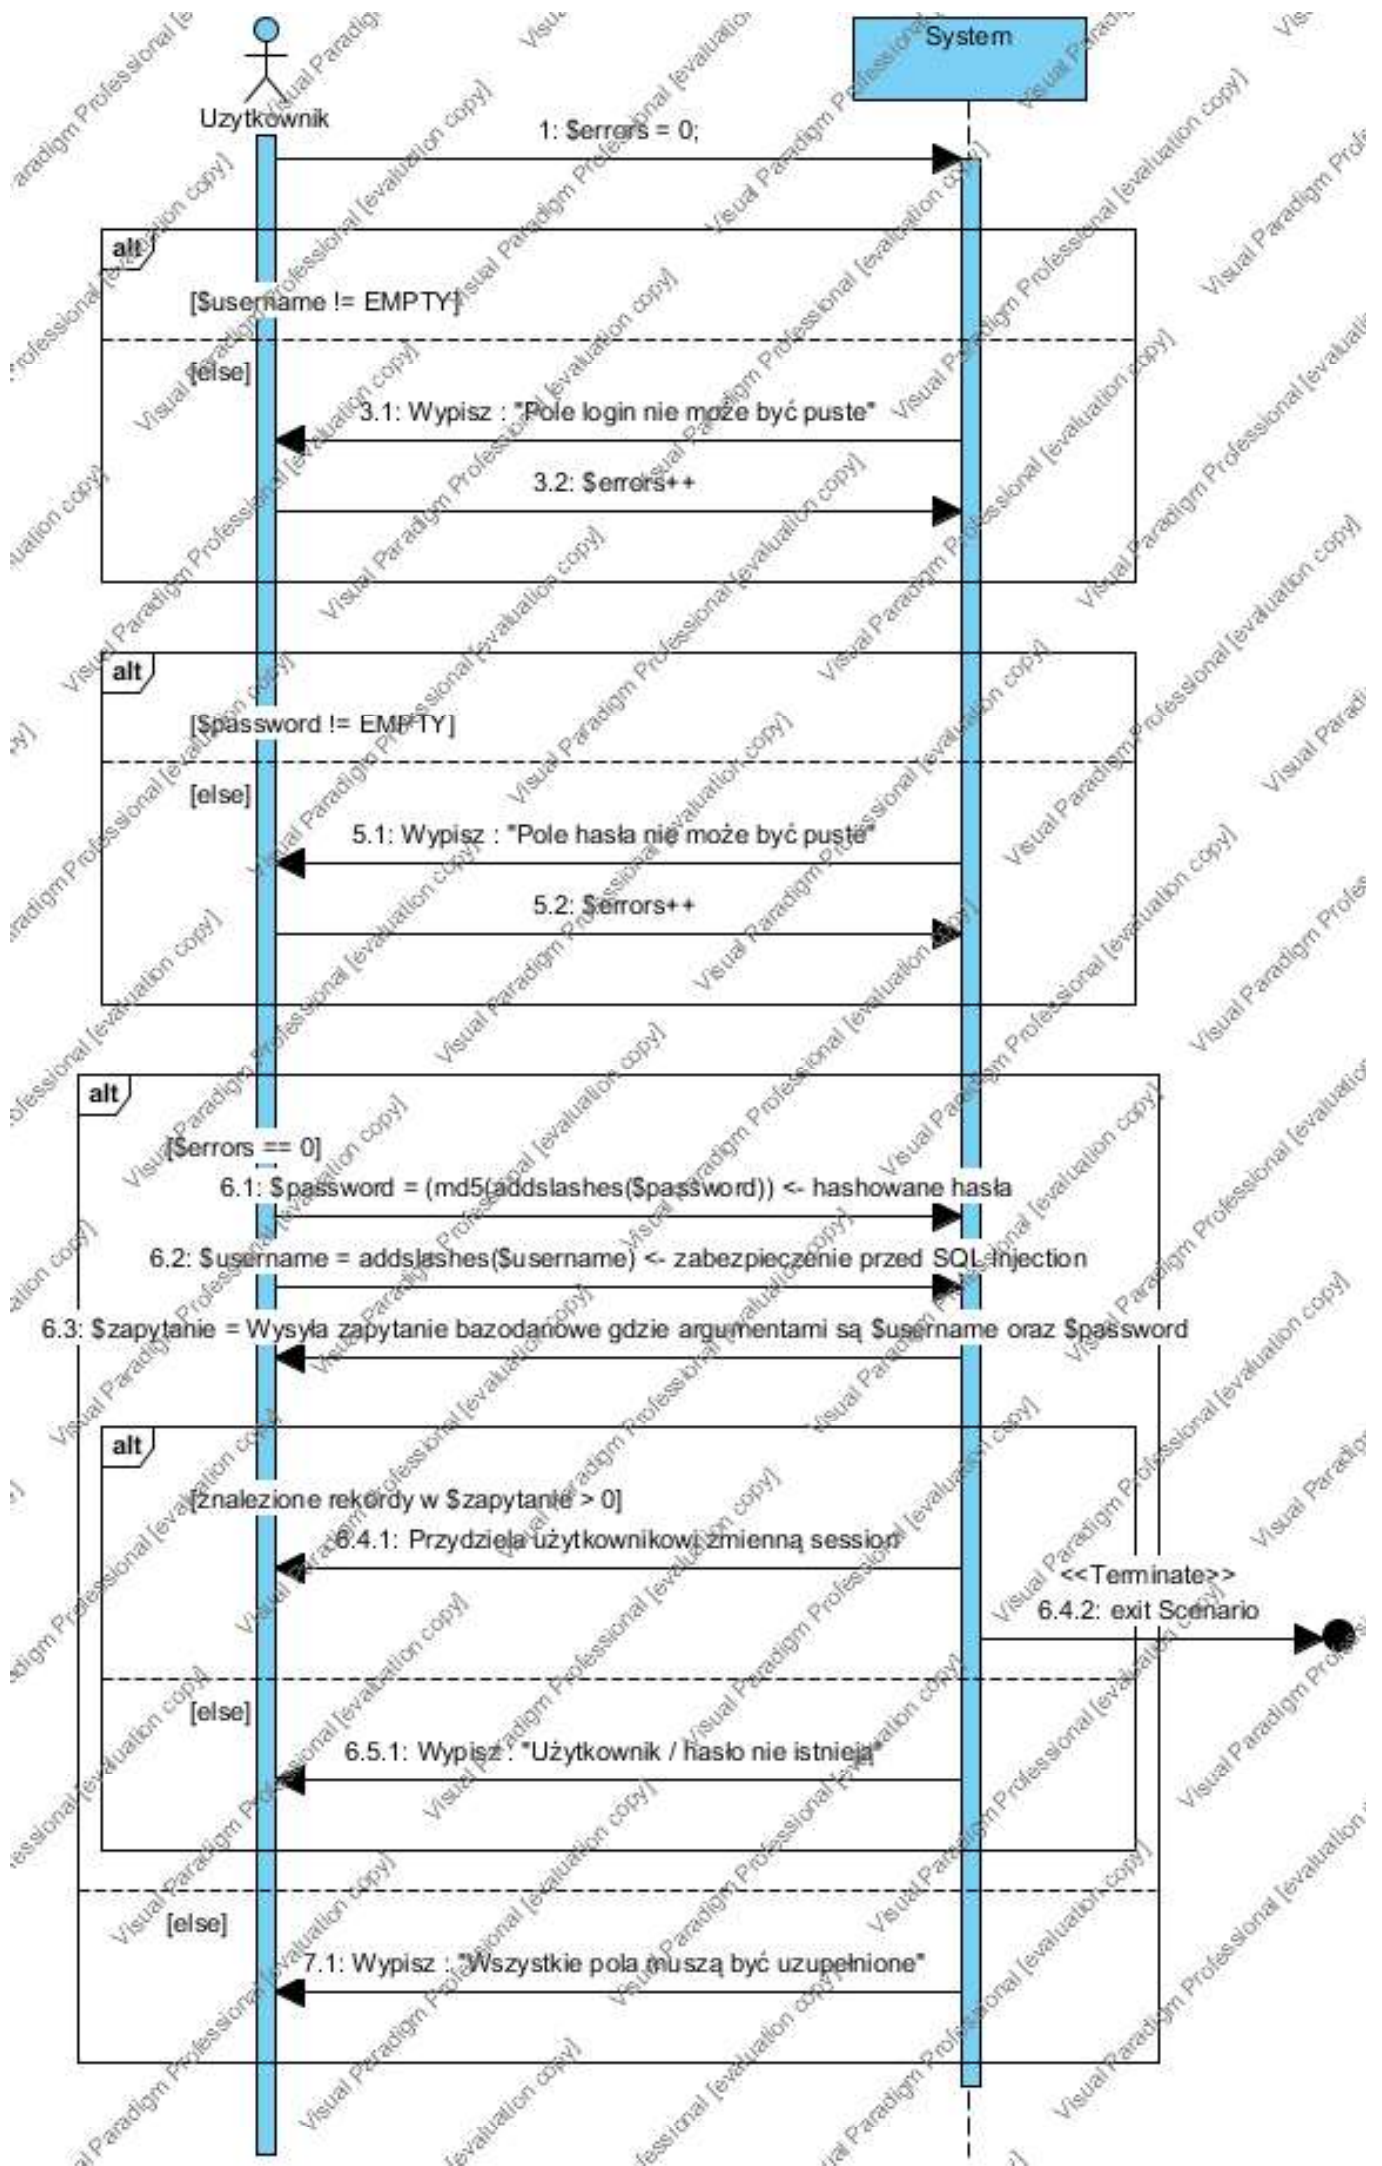 System
Uzytkownik
1: $errors = 0;
alt
[$username != EMPTY]
[else]
3.1: Wypisz : "Pole login nie może być puste"
3.2: $errors++
alt
[$password != EMPTY]
[else]
5.1: Wypisz : "Pole hasła nie może być puste"
5.2: $errors++
alt
[$errors == 0]
6.1: $password = (md5(addslashes($password)) <- hashowane hasła
6.2: $username = addslashes($username) <- zabezpieczenie przed SQL Injection
6.3: $zapytanie = Wysyła zapytanie bazodanowe gdzie argumentami są $username oraz $password
alt
[znalezione rekordy w $zapytanie > 0]
6.4.1: Przydziela użytkownikowi zmienną session
<<Terminate>>
6.4.2: exit Scenario
[else]
6.5.1: Wypisz : "Użytkownik / hasło nie istnieją"
[else]
7.1: Wypisz : "Wszystkie pola muszą być uzupełnione"
Visual Paradigm Professional [evaluation copy]